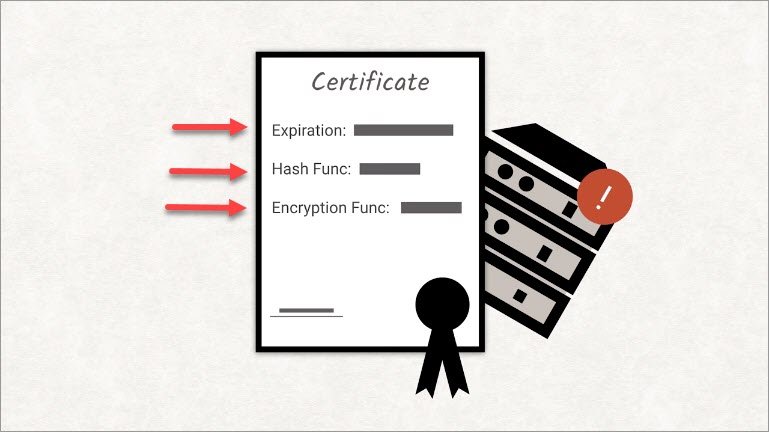 Certificate
Expiration:
Hash Func:
Encryption Func:
!